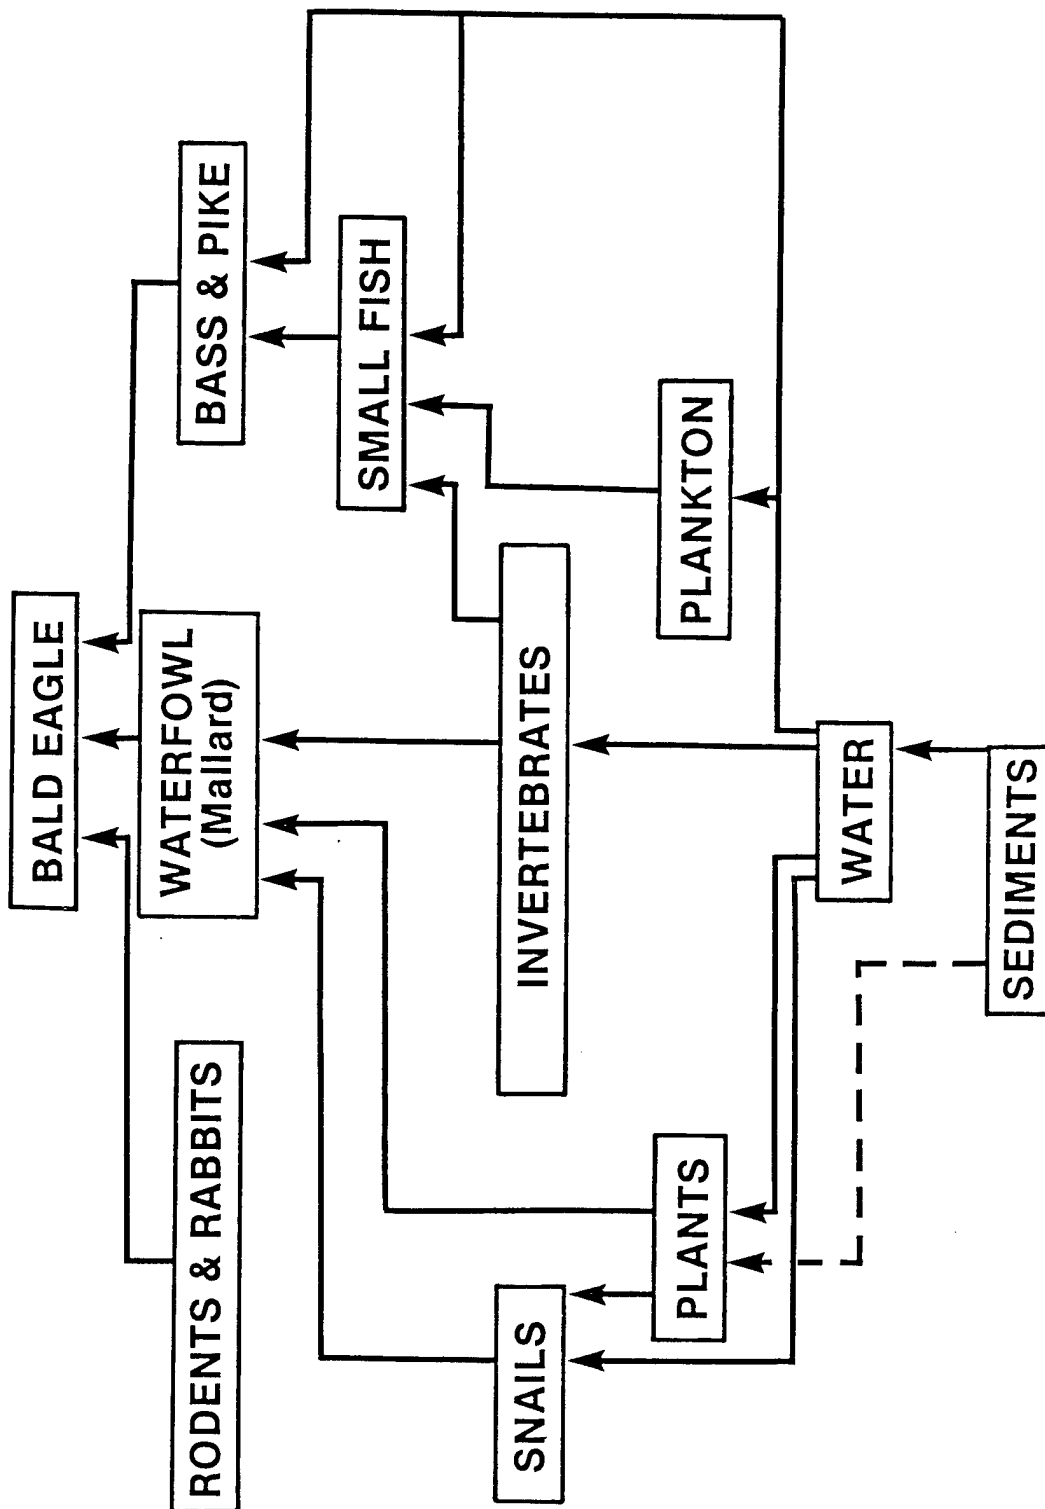 BALD EAGLE
RODENTS & RABBITS
WATERFOWL
(Mallard)
BASS & PIKE
SMALL FISH
SNAILS
INVERTEBRATES
PLANTS
PLANKTON
WATER
SEDIMENTS